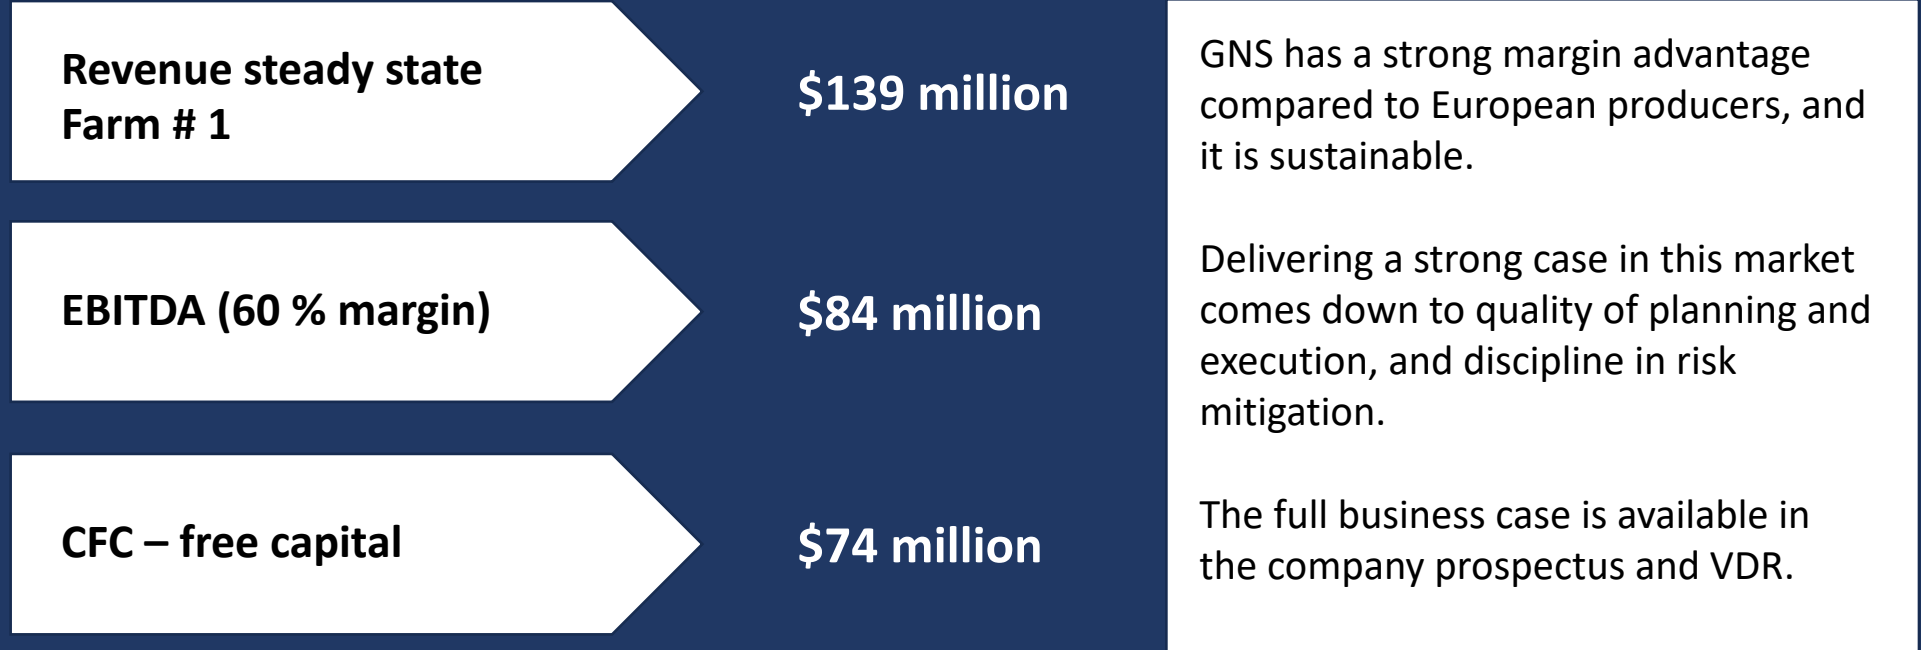 Revenue steady state
Farm # 1
$139 million
EBITDA (60 % margin)
$84 million
CFC – free capital
$74 million
GNS has a strong margin advantage
compared to European producers, and
it is sustainable.
Delivering a strong case in this market
comes down to quality of planning and
execution, and discipline in risk
mitigation.
The full business case is available in
the company prospectus and VDR.